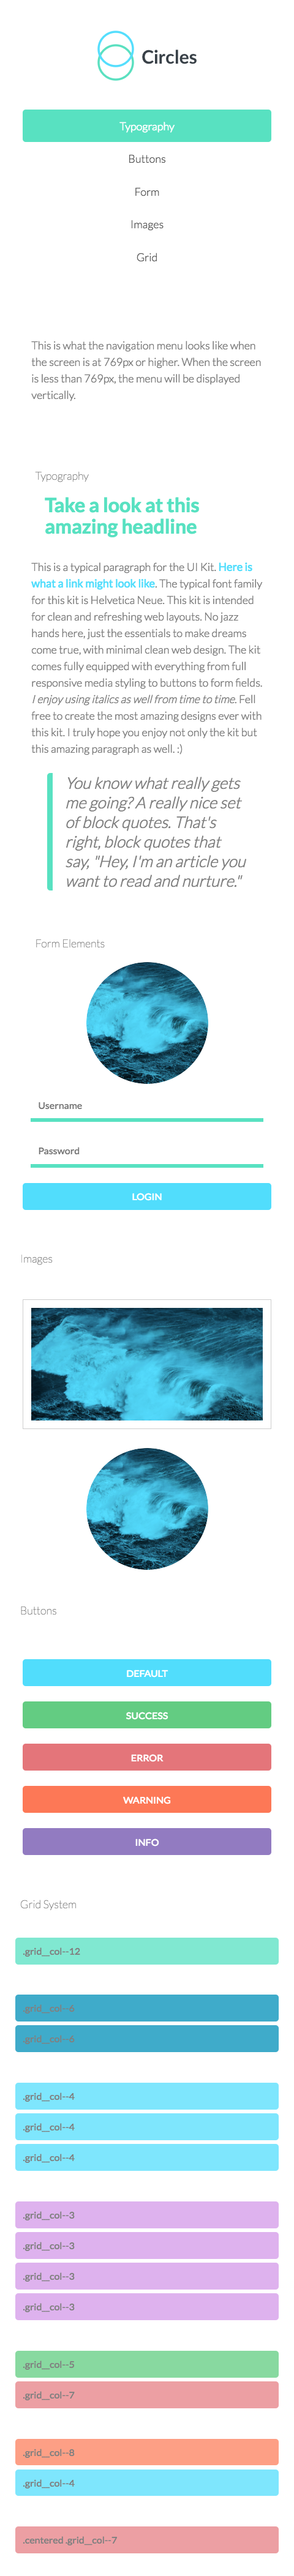 Circles
Typography
Buttons
Form
Images
Grid
This is what the navigation menu looks like when
the screen is at 769px or higher. When the screen
is less than 769px, the menu will be displayed
vertically.
Typography
Take a look at this
amazing headline
This is a typical paragraph for the UI Kit. Here is
what a link might look like. The typical font family
for this kit is Helvetica Neue. This kit is intended
for clean and refreshing web layouts. No jazz
hands here, just the essentials to make dreams
come true, with minimal clean web design. The kit
comes fully equipped with everything from full
responsive media styling to buttons to form fields.
I enjoy using italics as well from time to time. Fell
free to create the most amazing designs ever with
this kit. I truly hope you enjoy not only the kit but
this amazing paragraph as well. :)
You know what really gets
me going? A really nice set
of block quotes. That's
right, block quotes that
say, "Hey, I'm an article you
want to read and nurture."
Form Elements
Username
Password
LOGIN
Images
Buttons
DEFAULT
SUCCESS
ERROR
WARNING
INFO
Grid System
.grid__col--12
.grid__col--6
.grid__col--6
.grid__col--4
.grid__col--4
.grid__col--4
.grid__col--3
.grid__col--3
.grid__col--3
.grid__col--3
.grid__col--5
.grid__col--7
.grid__col--8
.grid__col--4
.centered .grid__col--7